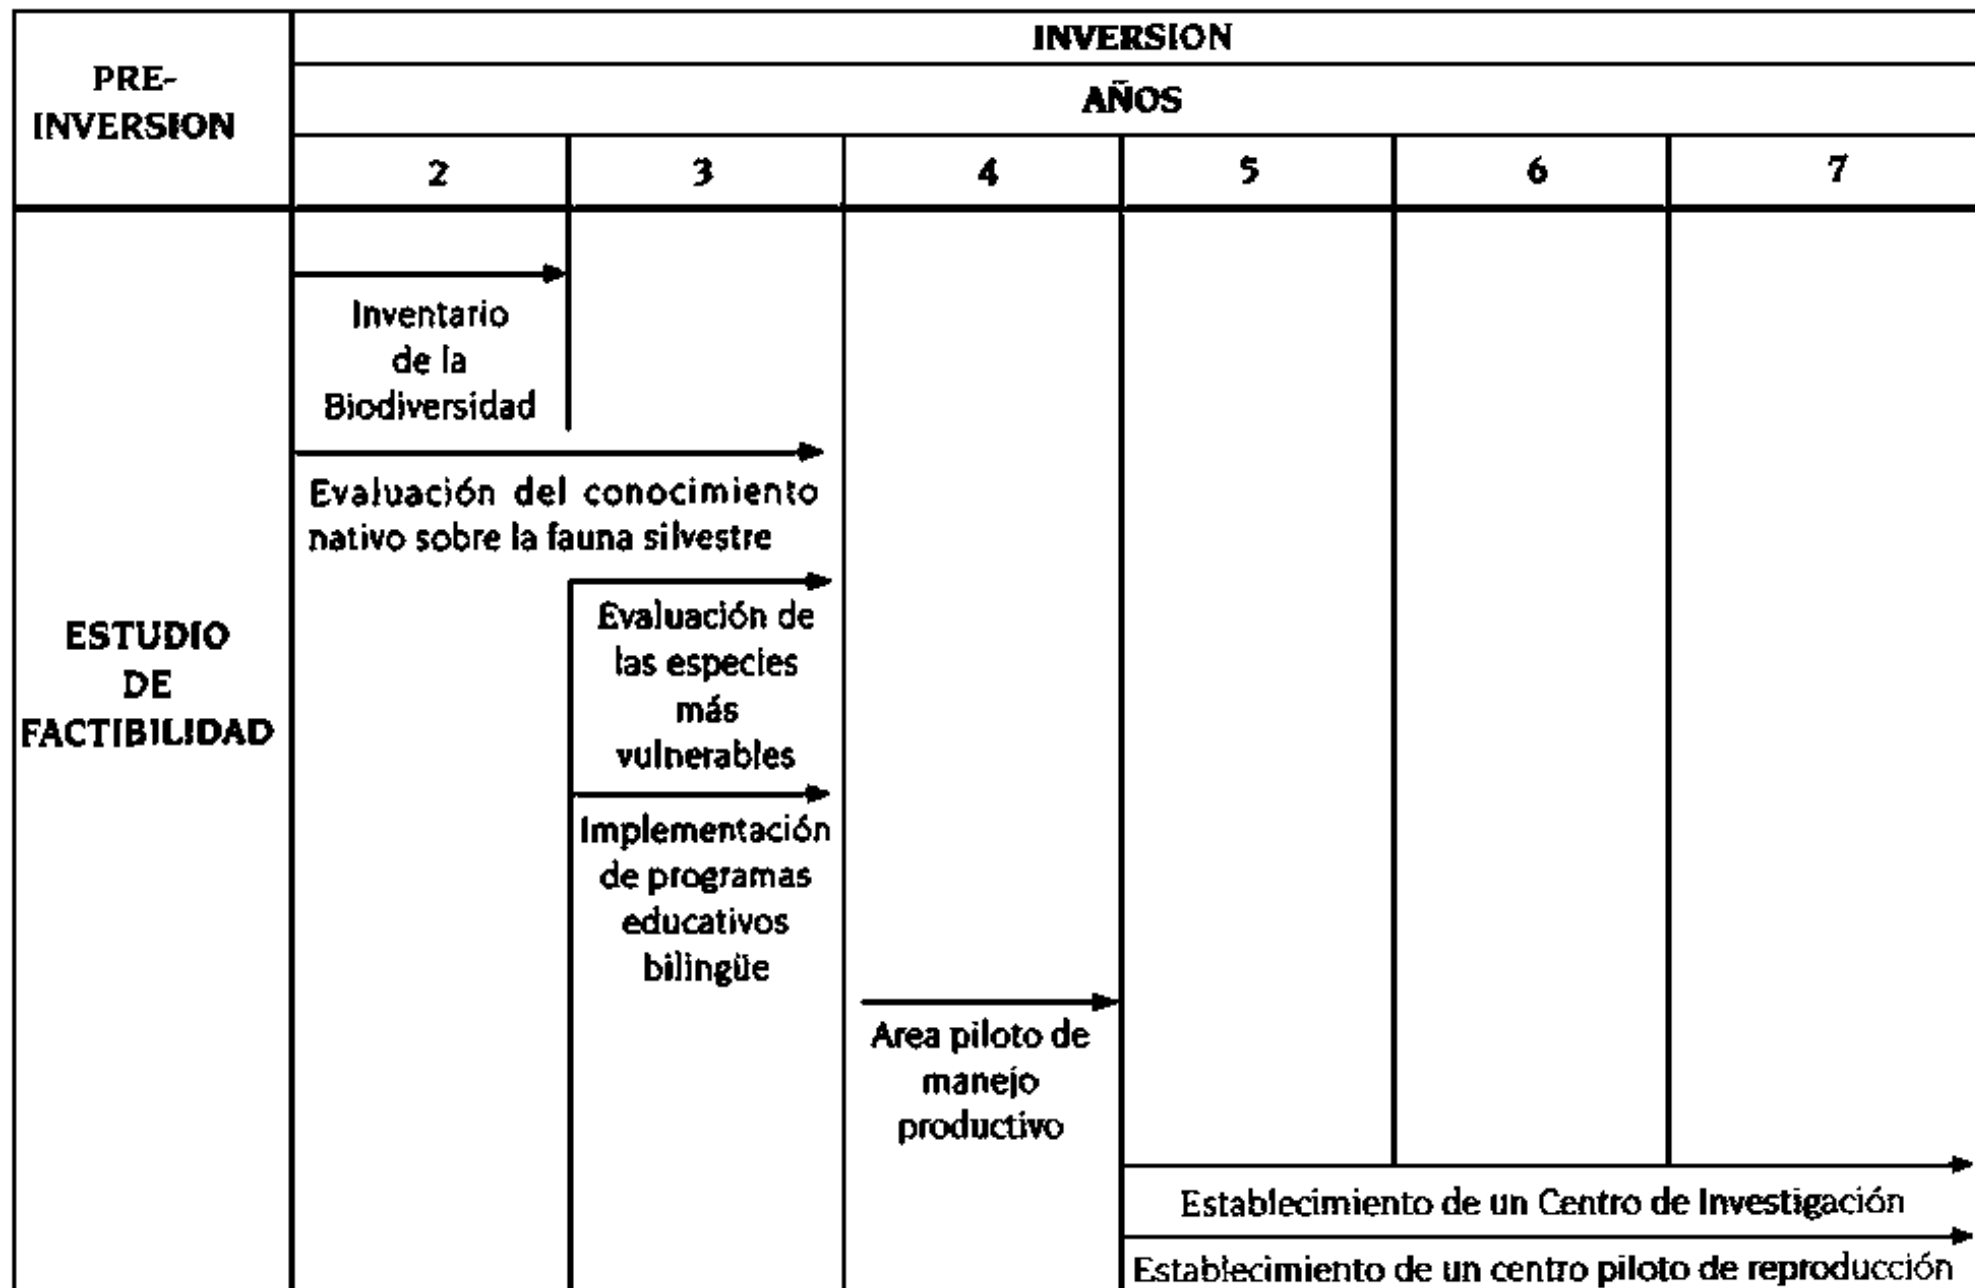 PRE-
INVERSION
INVERSION
AÑOS
2 3 4 5 6 7
ESTUDIO
DE
FACTIBILIDAD
Inventario
de la
Biodiversidad
Evaluación del conocimiento
nativo sobre la fauna silvestre
Evaluación de
las especies
más
vulnerables
Implementación
de programas
educativos
bilingüe
Area piloto de
manejo
productivo
Establecimiento de un Centro de Investigación
Establecimiento de un centro piloto de reproducción